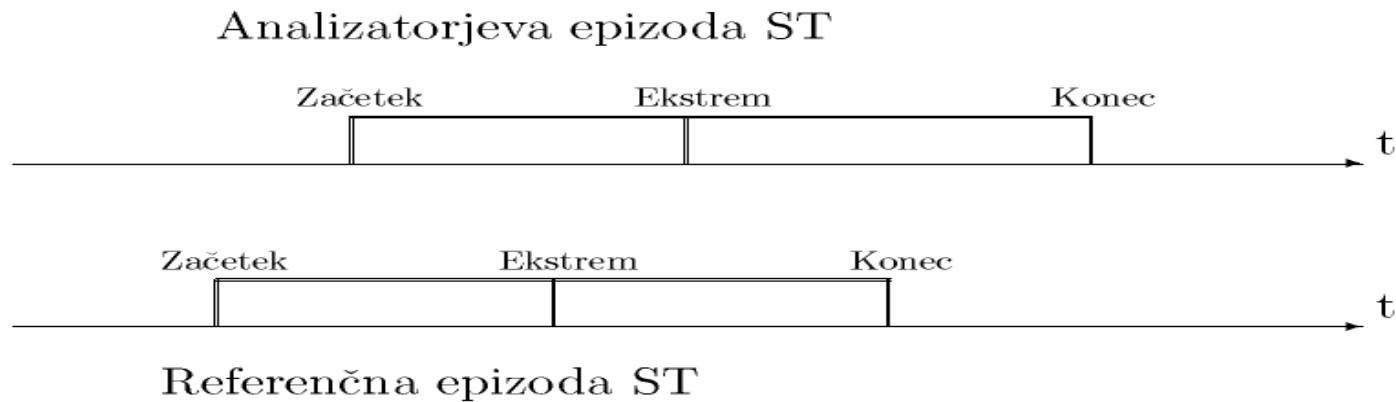 Analizatorjeva epizoda ST
Začetek Ekstrem Konec
t
Začetek Ekstrem Konec
t
Referenčna epizoda ST